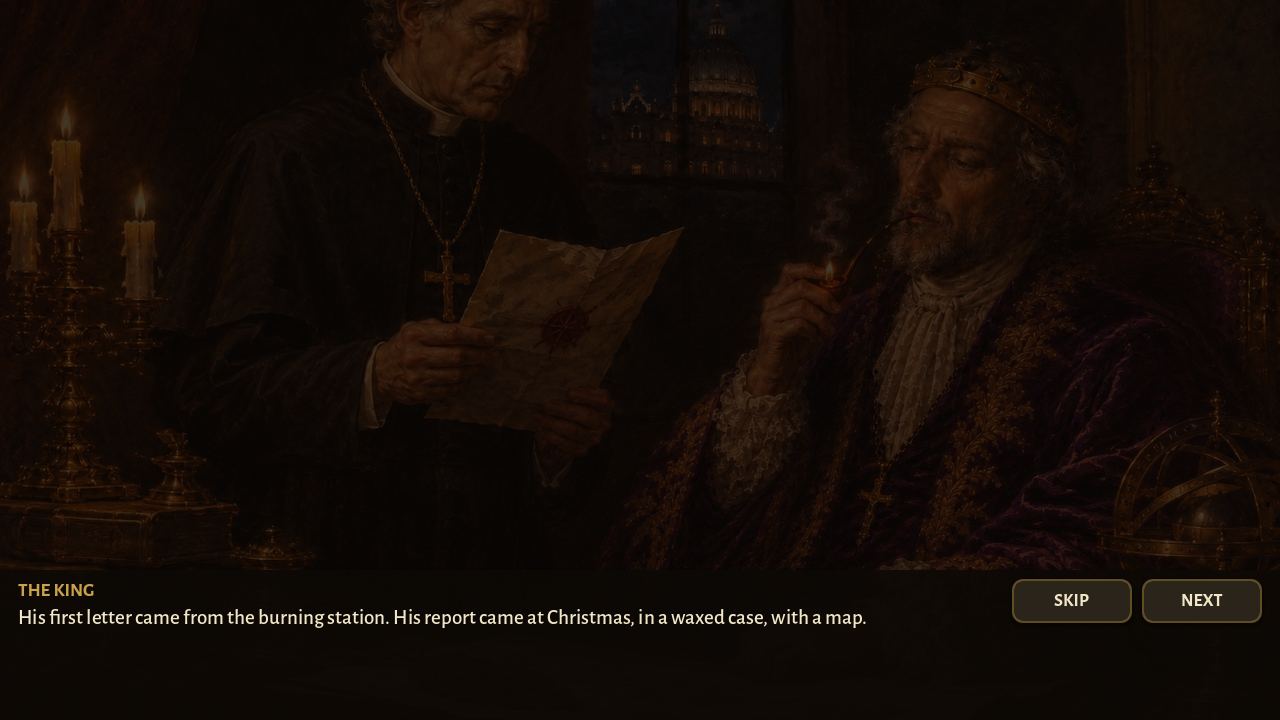 THE KING
His first letter came from the burning station. His report came at Christmas, in a waxed case, with a map.
SKIP
NEXT